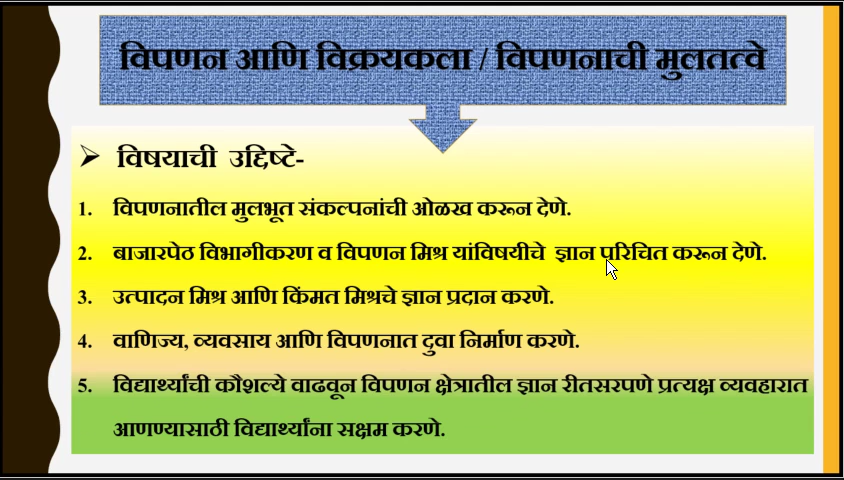 विपणन आणि विक्रयकला / विपणनाची मुलतत्वे
➢ विषयाची उद्दिष्टे-
1. विपणनातील मुलभूत संकल्पनांची ओळख करून देणे.
2. बाजारपेठ विभागीकरण व विपणन मिश्र यांविषयीचे ज्ञान परिचित करून देणे.
3. उत्पादन मिश्र आणि किंमत मिश्रचे ज्ञान प्रदान करणे.
4. वाणिज्य, व्यवसाय आणि विपणनात दुवा निर्माण करणे.
5. विद्यार्थ्यांची कौशल्ये वाढवून विपणन क्षेत्रातील ज्ञान रीतसरपणे प्रत्यक्ष व्यवहारात
आणण्यासाठी विद्यार्थ्यांना सक्षम करणे.